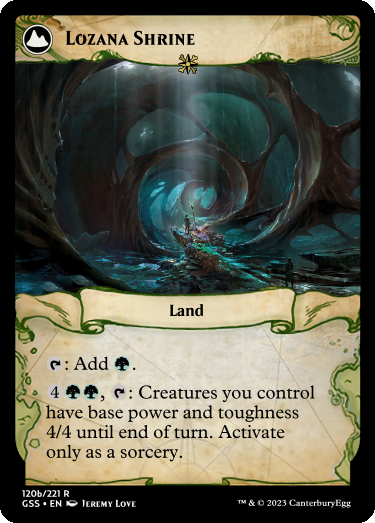 Lozana Shrine
Land
: Add .
4 , : Creatures you control
have base power and toughness
4/4 until end of turn. Activate
only as a sorcery.
120b/221 R
GSS • EN Jeremy Love
™ & © 2023 CanterburyEgg